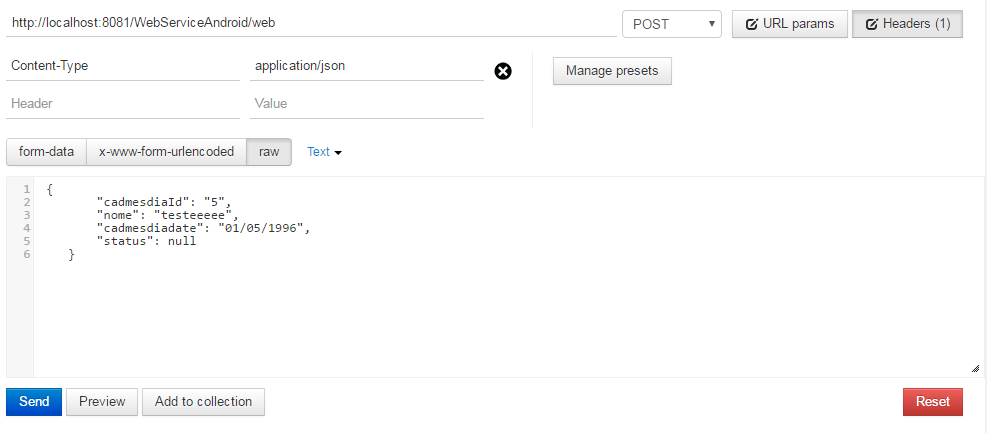 http://localhost:8081/WebServiceAndroid/web POST URL params Headers (1)
Content-Type application/json Manage presets
Header Value
form-data x-www-form-urlencoded raw Text
1 {
2 "cadmesdiaId": "5",
3 "nome": "testeeeee",
4 "cadmesdiadate": "01/05/1996",
5 "status": null
6 }
Send Preview Add to collection Reset